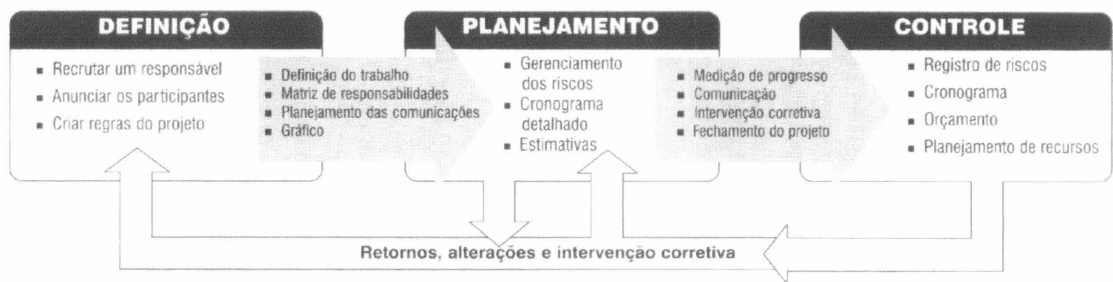 DEFINIÇÃO
▪ Recrutar um responsável
▪ Anunciar os participantes
▪ Criar regras do projeto
▪ Definição do trabalho
▪ Matriz de responsabilidades
▪ Planejamento das comunicações
▪ Gráfico
PLANEJAMENTO
▪ Gerenciamento
dos riscos
▪ Cronograma
detalhado
▪ Estimativas
▪ Medição de progresso
▪ Comunicação
▪ Intervenção corretiva
▪ Fechamento do projeto
CONTROLE
▪ Registro de riscos
▪ Cronograma
▪ Orçamento
▪ Planejamento de recursos
Retornos, alterações e intervenção corretiva